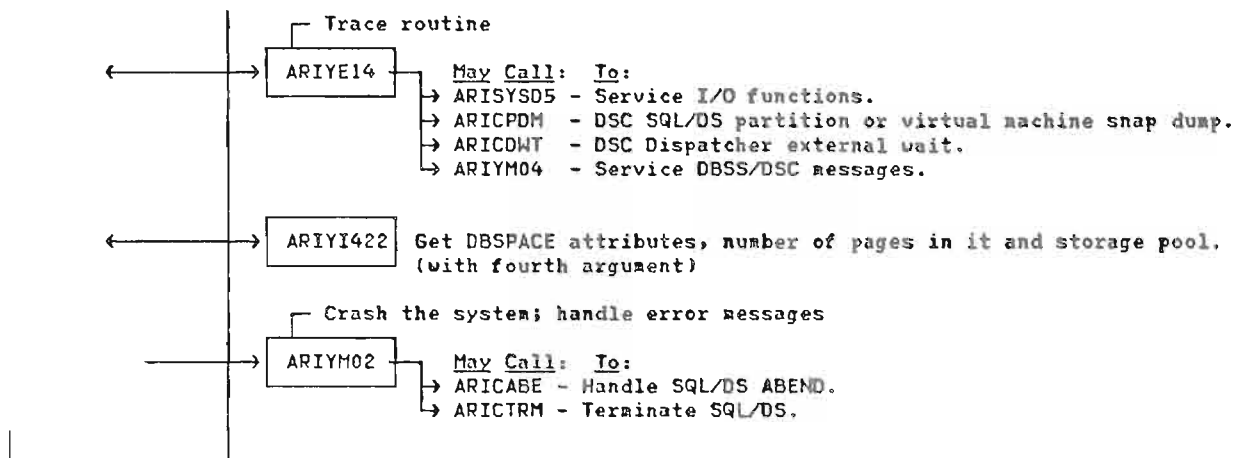 Trace routine
ARIYE14
May Call: To:
ARISYSD5 - Service I/O functions.
ARICPDM - DSC SQL/DS partition or virtual machine snap dump.
ARICDWT - DSC Dispatcher external wait.
ARIYM04 - Service DBSS/DSC messages.
ARIYI422 Get DBSPACE attributes, number of pages in it and storage pool.
(with fourth argument)
Crash the system; handle error messages
ARIYM02
May Call: To:
ARICABE - Handle SQL/DS ABEND.
ARICTRM - Terminate SQL/DS.